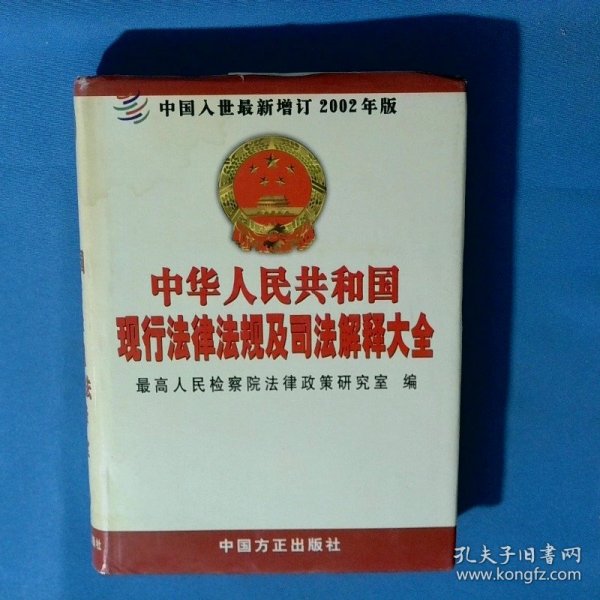 中国入世最新增订 2002年版
中华人民共和国
现行法律法规及司法解释大全
最高人民检察院法律政策研究室 编
中国方正出版社
法
社
孔夫子旧书网
www.kongfz.com